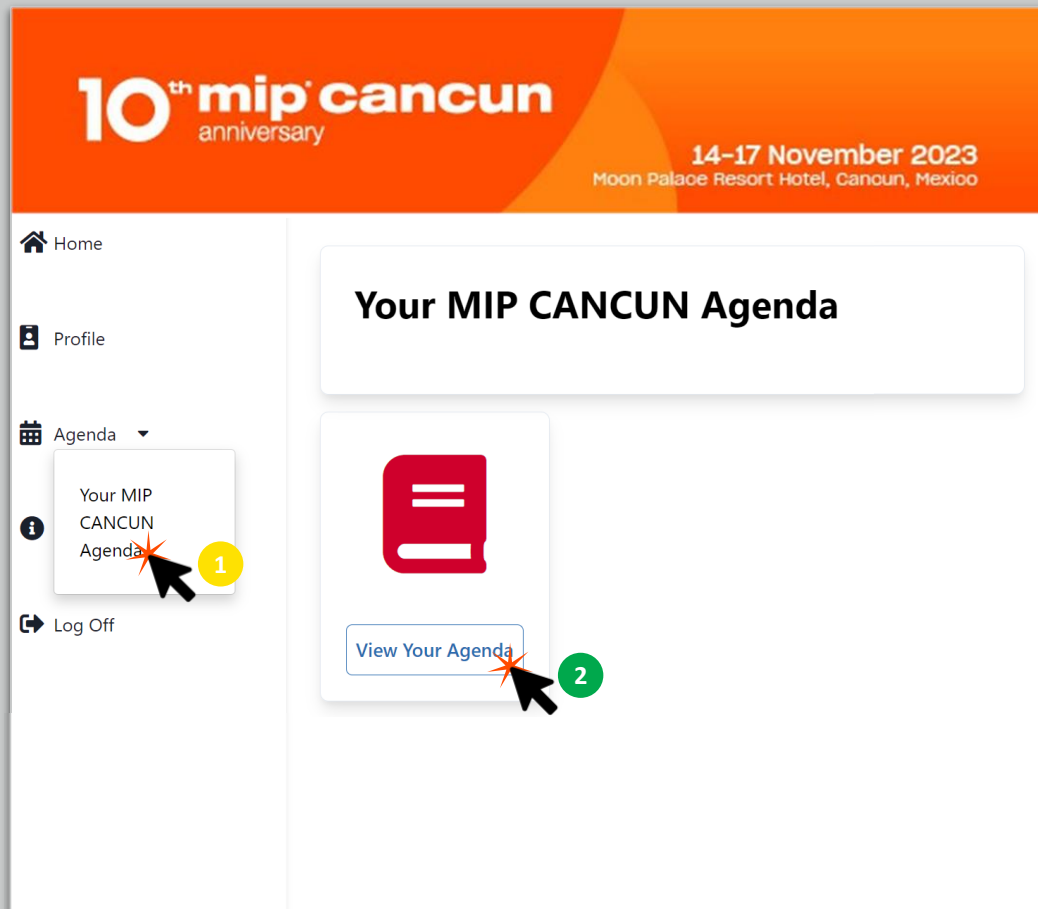 10th mip cancun
anniversary
14-17 November 2023
Moon Palace Resort Hotel, Cancun, Mexico
Home
Profile
Agenda
Your MIP
CANCUN
Agenda
1
Log Off
Your MIP CANCUN Agenda
View Your Agenda
2